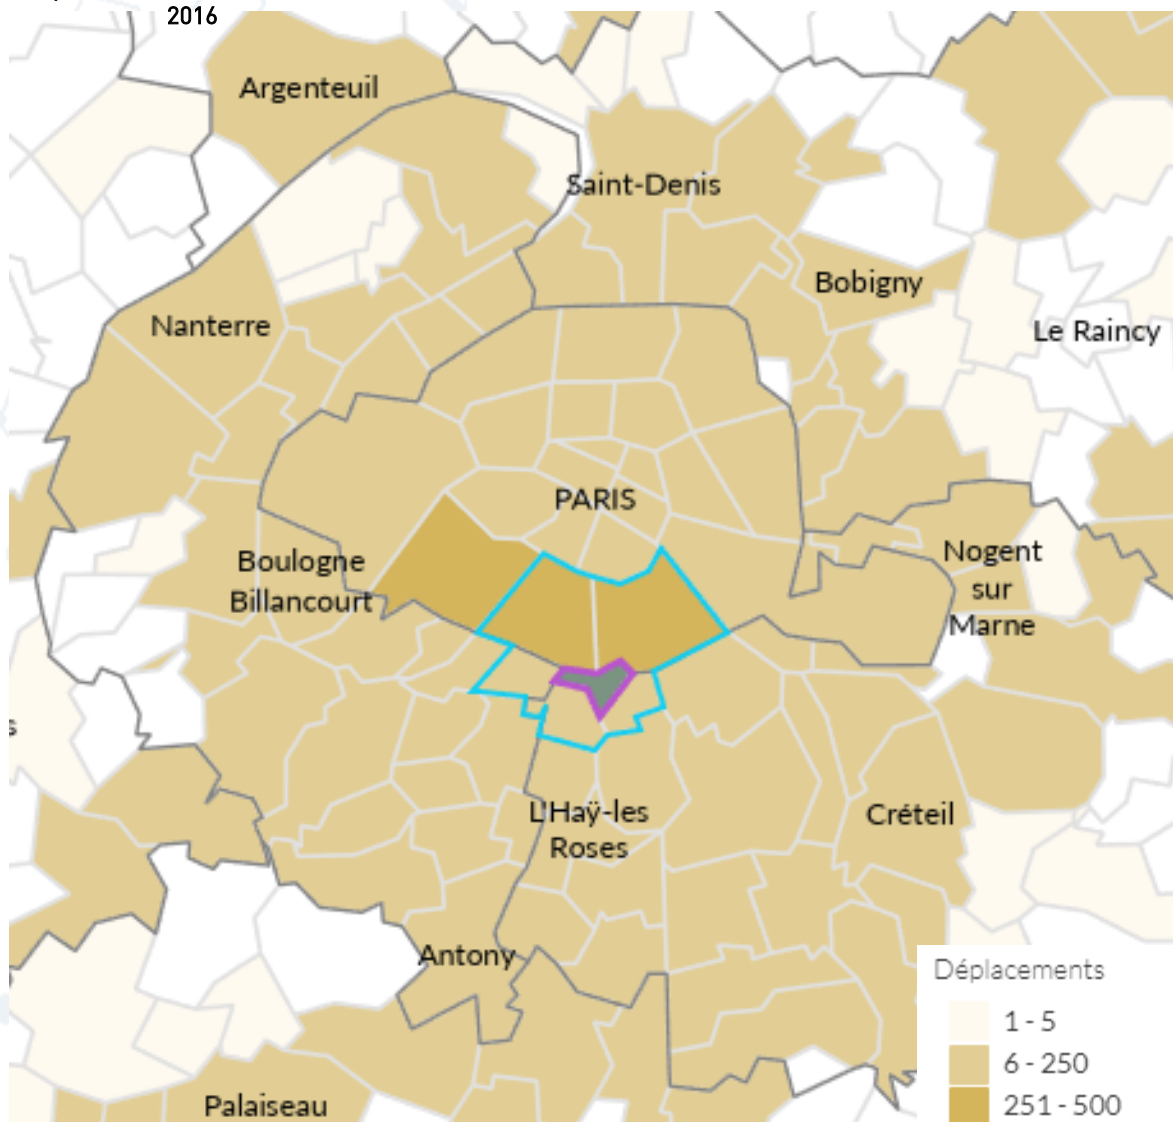 2016
Argenteuil
Saint-Denis
Bobigny
Nanterre
Le Raincy
PARIS
Boulogne
Billancourt
Nogent
sur
Marne
s
L'Haÿ-les
Roses
Créteil
Antony
Palaiseau
Déplacements
1 - 5
6 - 250
251 - 500